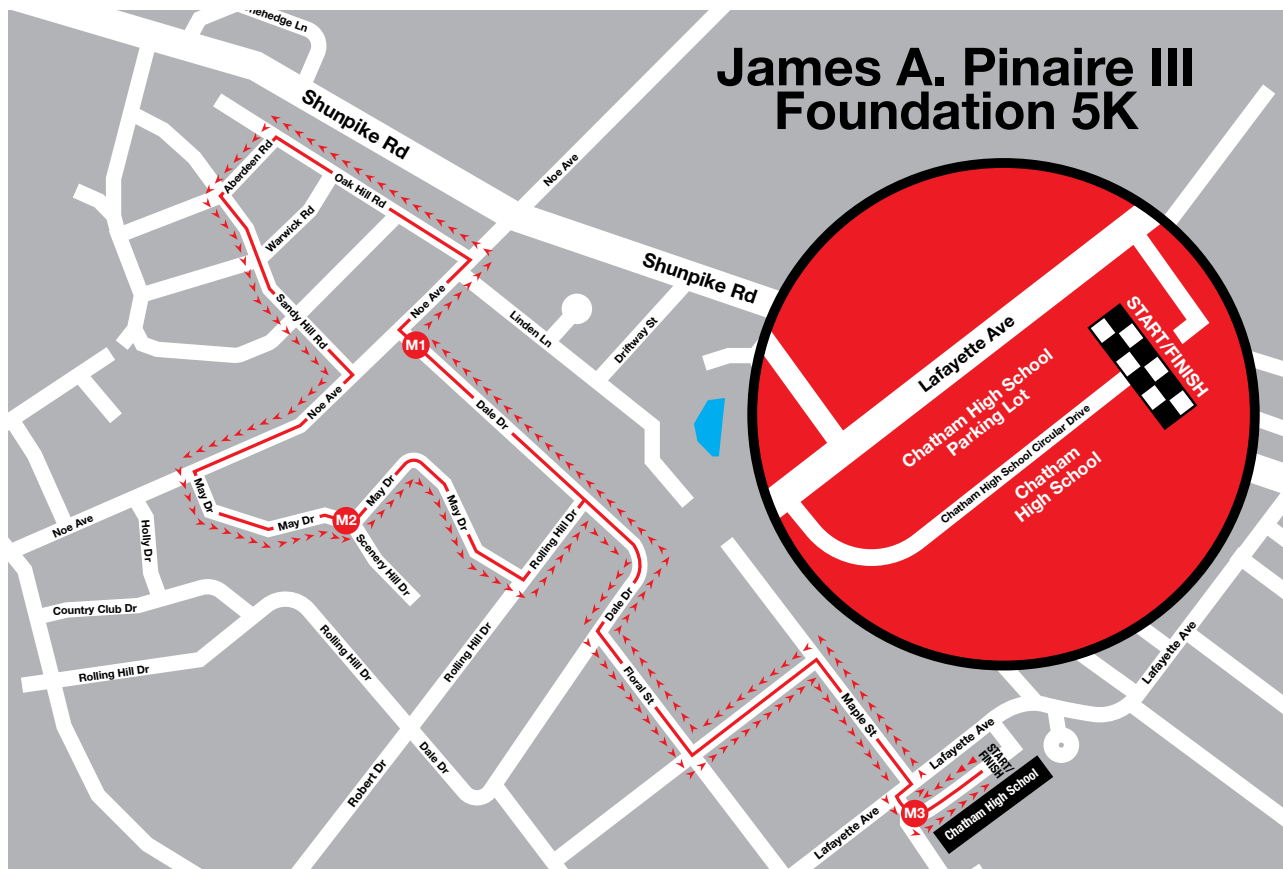 nehedge Ln
James A. Pinaire III
Foundation 5K
Shunpike Rd
Noe Ave
Aberdeen Rd
Oak Hill Rd
Warwick Rd
Shunpike Rd
Sandy Hill Rd
Noe Ave
Linden Ln
Driftway St
M1
Noe Ave
Dale Dr
START/FINISH
Lafayette Ave
Chatham High School
Parking Lot
Chatham High School Circular Drive
Chatham
High School
May Dr
May Dr
M2
May Dr
May Dr
Rolling Hill Dr
Scenery Hill Dr
Noe Ave
Holly Dr
Country Club Dr
Rolling Hill Dr
Rolling Hill Dr
Rolling Hill Dr
Dale Dr
Floral St
Maple St
Lafayette Ave
Lafayette Ave
START/
FINISH
Dale Dr
Robert Dr
M3
Chatham High School
Lafayette Ave